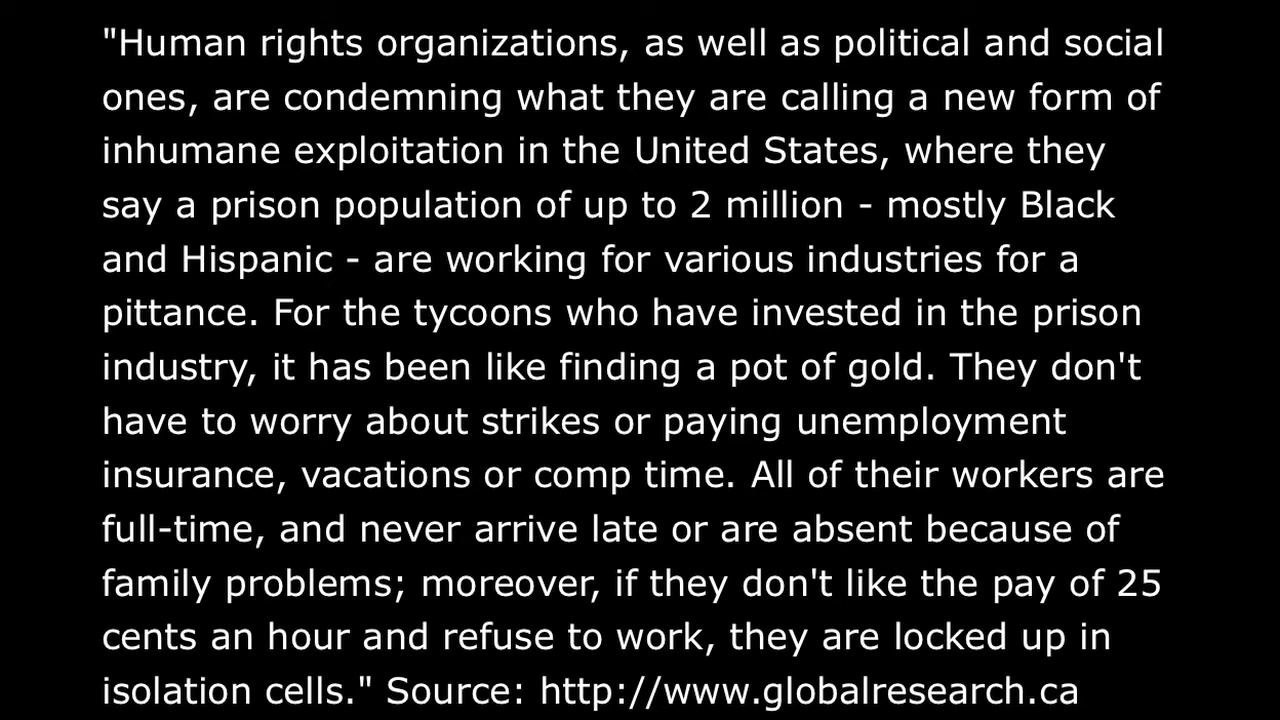 "Human rights organizations, as well as political and social
ones, are condemning what they are calling a new form of
inhumane exploitation in the United States, where they
say a prison population of up to 2 million - mostly Black
and Hispanic - are working for various industries for a
pittance. For the tycoons who have invested in the prison
industry, it has been like finding a pot of gold. They don't
have to worry about strikes or paying unemployment
insurance, vacations or comp time. All of their workers are
full-time, and never arrive late or are absent because of
family problems; moreover, if they don't like the pay of 25
cents an hour and refuse to work, they are locked up in
isolation cells." Source: http://www.globalresearch.ca